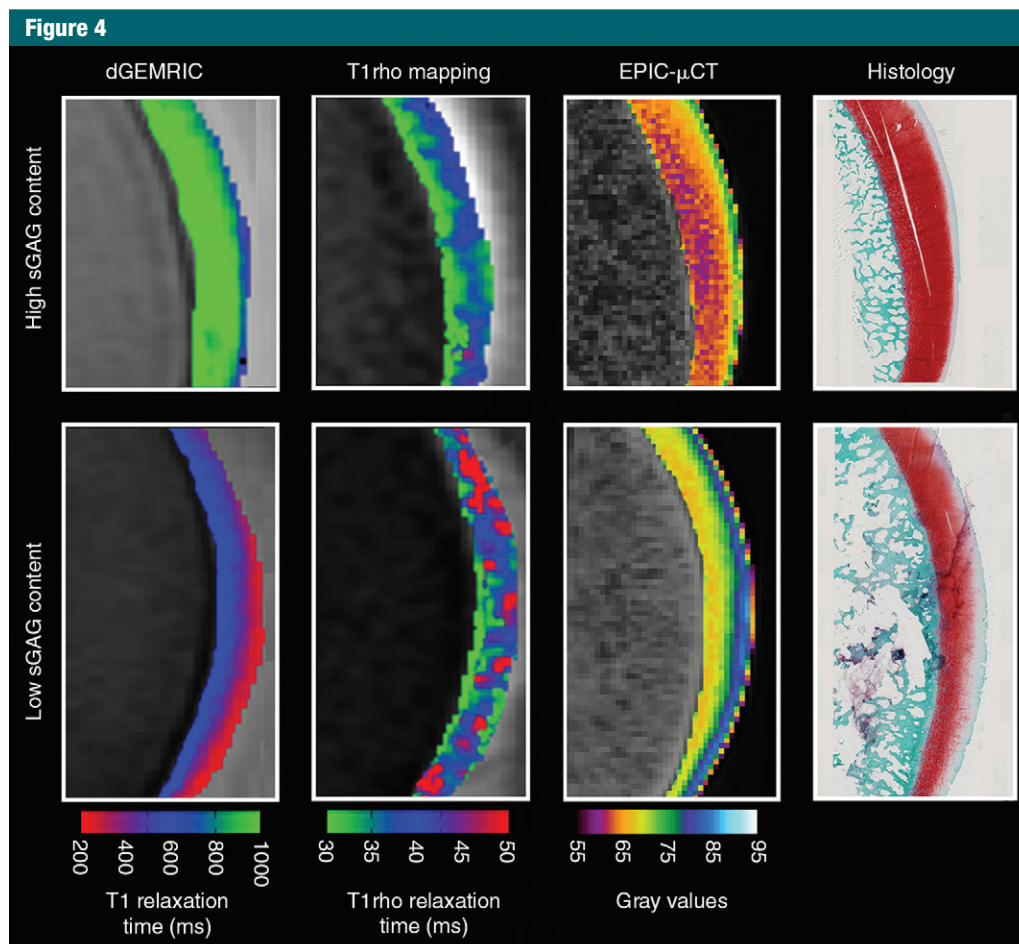 Figure 4
dGEMRIC
T1rho mapping
EPIC-μCT
Histology
High sGAG content
Low sGAG content
200 400 600 800 1000
T1 relaxation
time (ms)
30 35 40 45 50
T1rho relaxation
time (ms)
55 65 75 85 95
Gray values